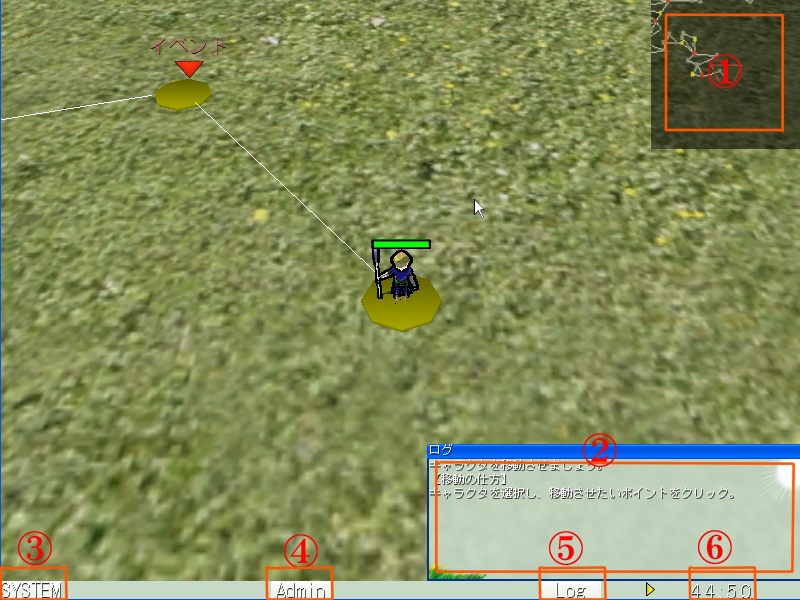 イベント
①
②
ログ
キャラクタを移動させましょう。
【移動の仕方】
キャラクタを選択し、移動させたいポイントをクリック。
③
④
⑤
⑥
SYSTEM
Admin
Log
44:50